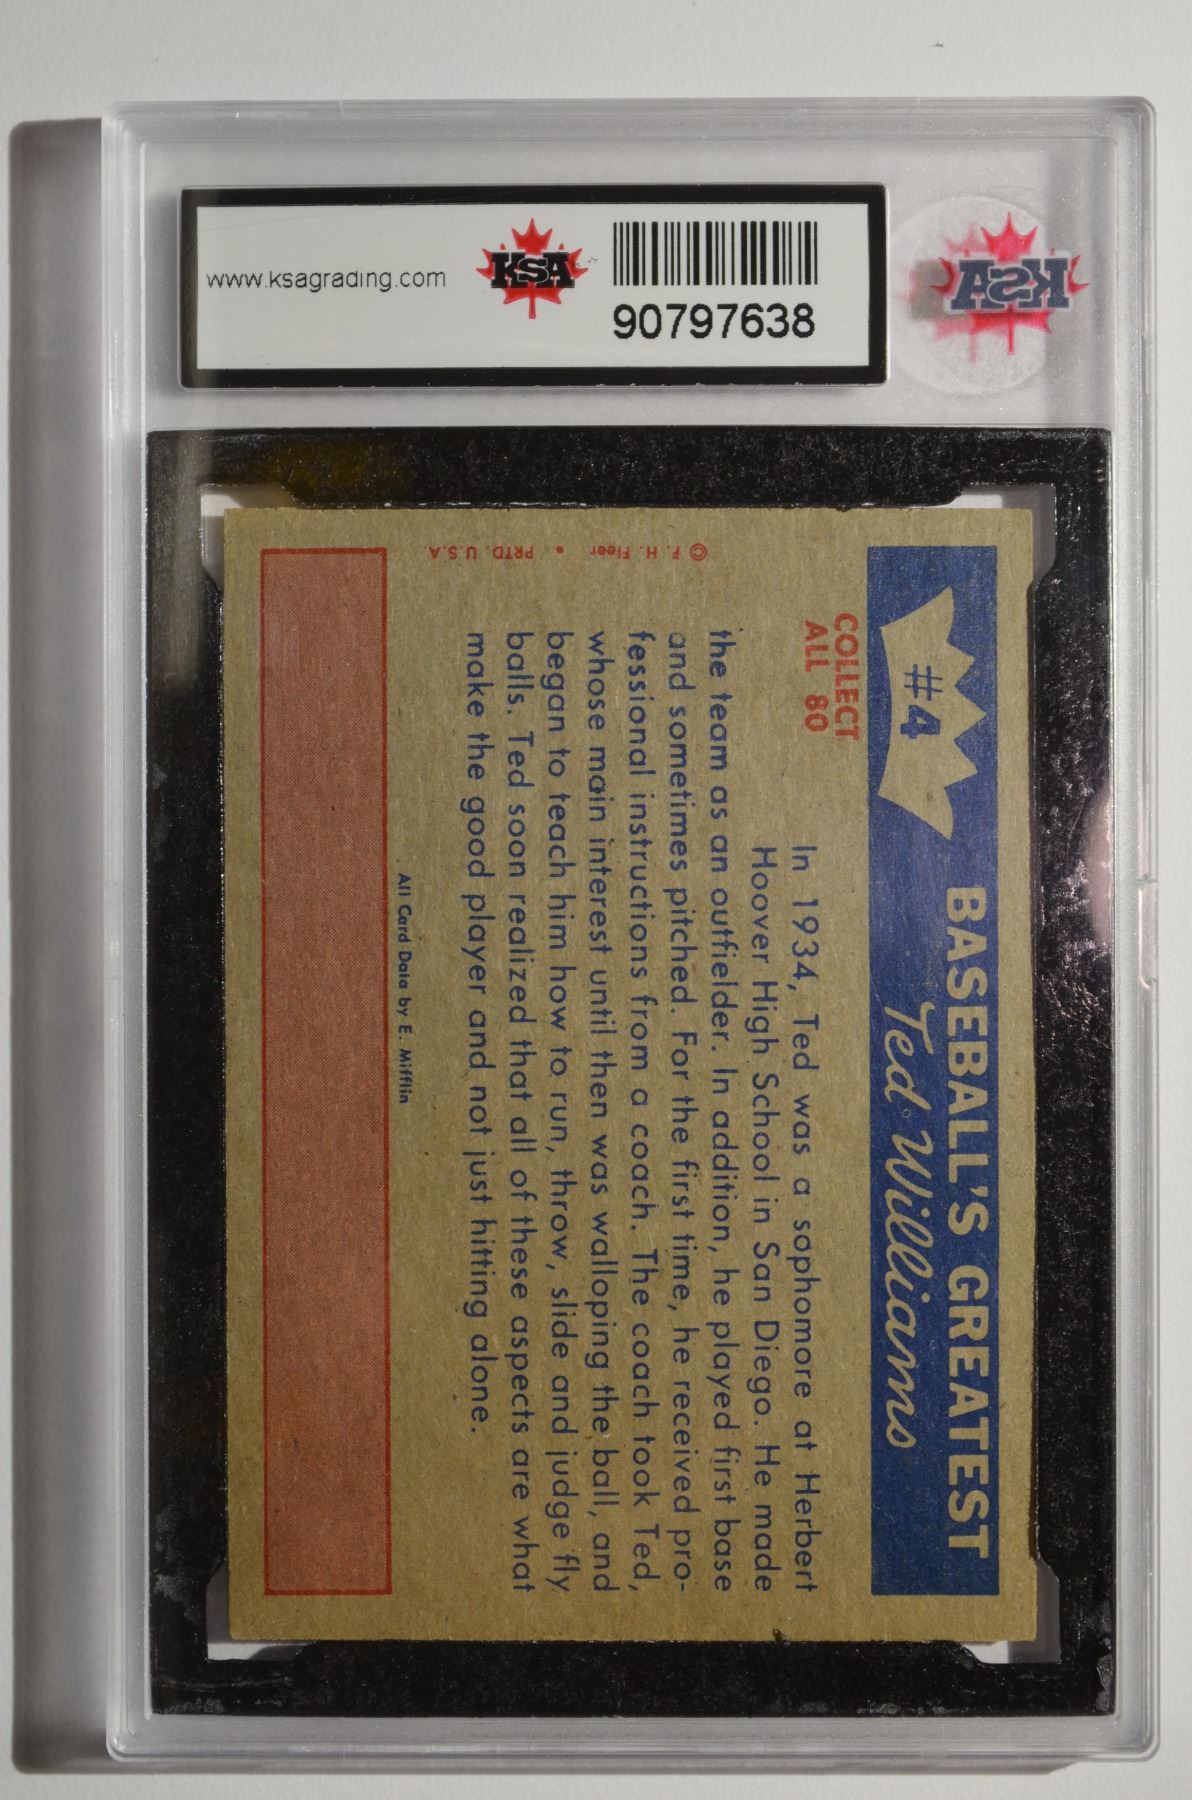 www.ksagrading.com
KSA
90797638
KSA
#4
BASEBALL'S GREATEST
Ted Williams
COLLECT
ALL 80
In 1934, Ted was a sophomore at Herbert
Hoover High School in San Diego. He made
the team as an outfielder. In addition, he played first base
and sometimes pitched. For the first time, he received pro-
fessional instructions from a coach. The coach took Ted,
whose main interest until then was walloping the ball, and
began to teach him how to run, throw, slide and judge fly
balls. Ted soon realized that all of these aspects are what
make the good player and not just hitting alone.
All Card Data by E. Mifflin
© F. H. Fleer • PRTD. U.S.A.